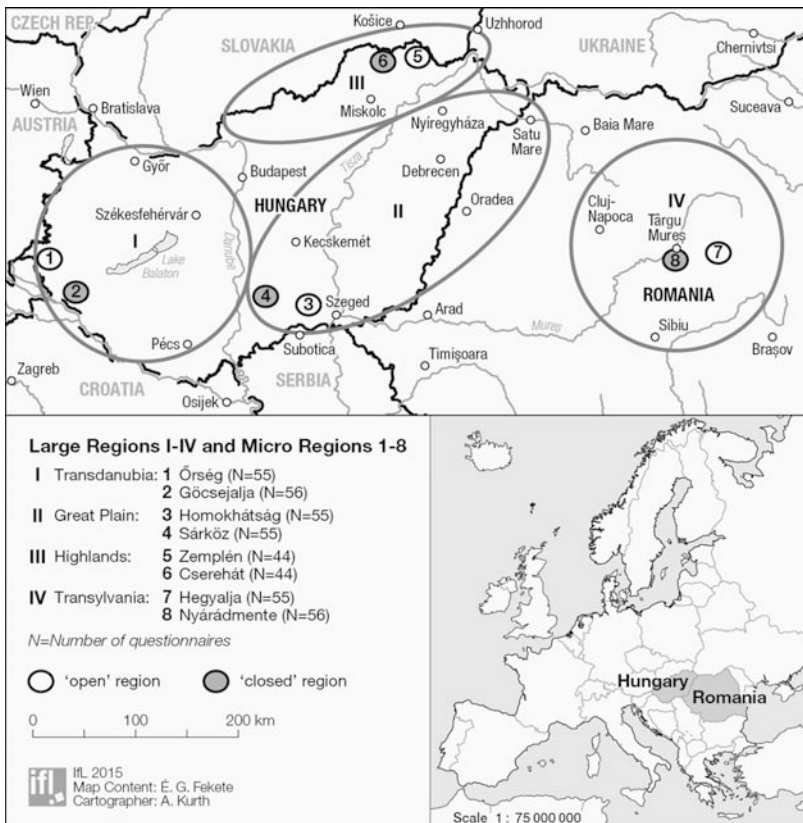 CZECH REP.
SLOVAKIA
Košice
Uzhhorod
UKRAINE
Chernivtsi
Wien
Bratislava
AUSTRIA
6
5
III
Miskolc
Nyíregyháza
Satu
Mare
Baia Mare
Suceava
Győr
Budapest
Tisza
Debrecen
Székesfehérvár
HUNGARY
Oradea
II
Cluj-
Napoca
IV
Târgu
Mureş
I
Lake
Balaton
Danube
Kecskemét
1
2
4
3
Szeged
8
7
ROMANIA
Arad
Mureş
Sibiu
Braşov
Pécs
Subotica
Timişoara
Zagreb
CROATIA
Osijek
SERBIA
Large Regions I-IV and Micro Regions 1-8
I Transdanubia: 1 Őrség (N=55)
2 Göcsejalja (N=56)
II Great Plain: 3 Homokhátság (N=55)
4 Sárköz (N=55)
III Highlands: 5 Zemplén (N=44)
6 Cserehát (N=44)
IV Transylvania: 7 Hegyalja (N=55)
8 Nyárádmente (N=56)
N=Number of questionnaires
'open' region
'closed' region
0 100 200 km
ifl.
IfL 2015
Map Content: É. G. Fekete
Cartographer: A. Kurth
Hungary
Romania
Scale 1 : 75 000 000